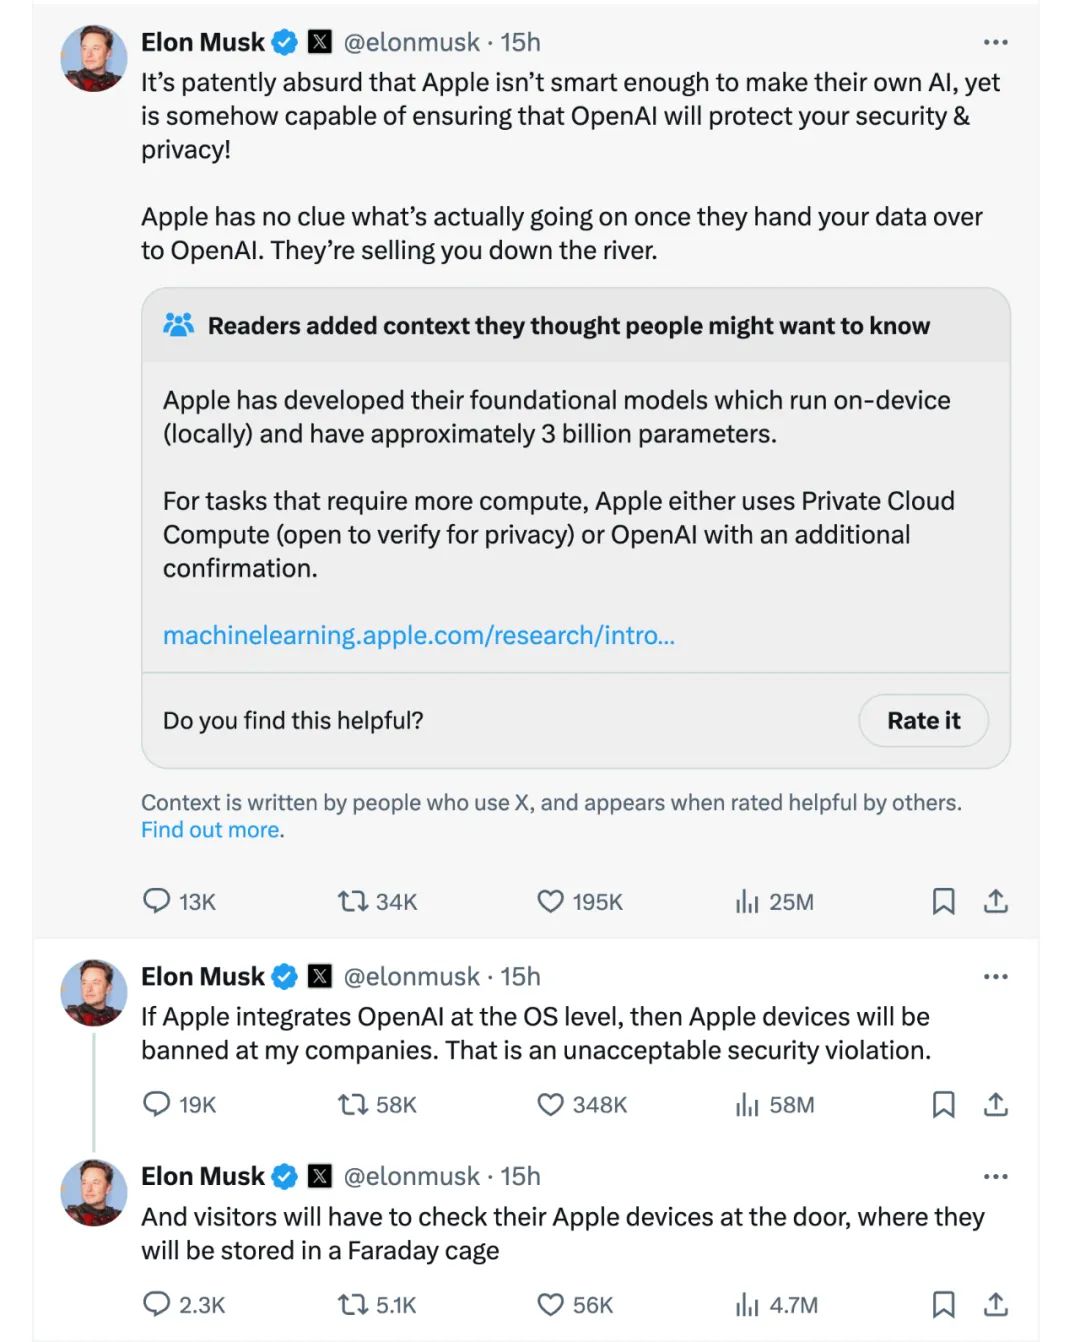 Elon Musk X @elonmusk · 15h
It’s patently absurd that Apple isn’t smart enough to make their own AI, yet
is somehow capable of ensuring that OpenAI will protect your security &
privacy!
Apple has no clue what’s actually going on once they hand your data over
to OpenAI. They’re selling you down the river.
Readers added context they thought people might want to know
Apple has developed their foundational models which run on-device
(locally) and have approximately 3 billion parameters.
For tasks that require more compute, Apple either uses Private Cloud
Compute (open to verify for privacy) or OpenAI with an additional
confirmation.
machinelearning.apple.com/research/intro...
Do you find this helpful? Rate it
Context is written by people who use X, and appears when rated helpful by others.
Find out more.
13K 34K 195K 25M
Elon Musk X @elonmusk · 15h
If Apple integrates OpenAI at the OS level, then Apple devices will be
banned at my companies. That is an unacceptable security violation.
19K 58K 348K 58M
Elon Musk X @elonmusk · 15h
And visitors will have to check their Apple devices at the door, where they
will be stored in a Faraday cage
2.3K 5.1K 56K 4.7M